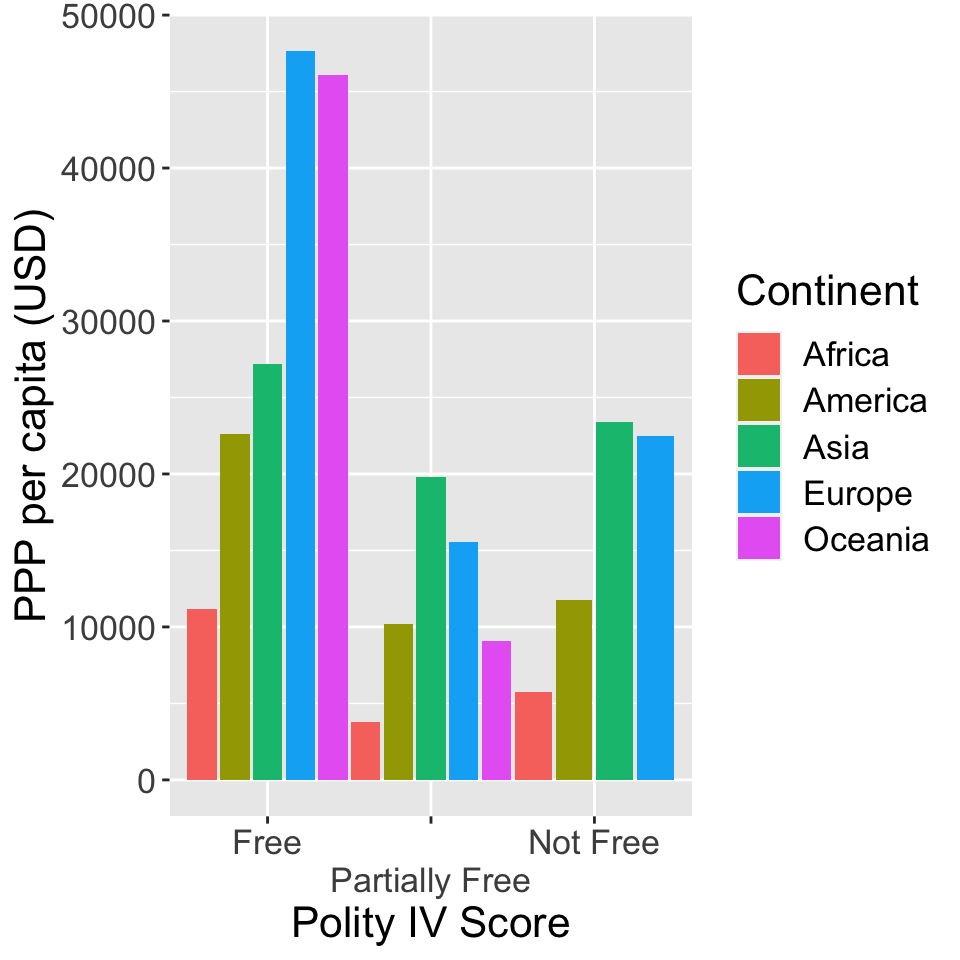 50000
40000
30000
20000
10000
0
PPP per capita (USD)
Free
Partially Free
Not Free
Polity IV Score
Continent
Africa
America
Asia
Europe
Oceania